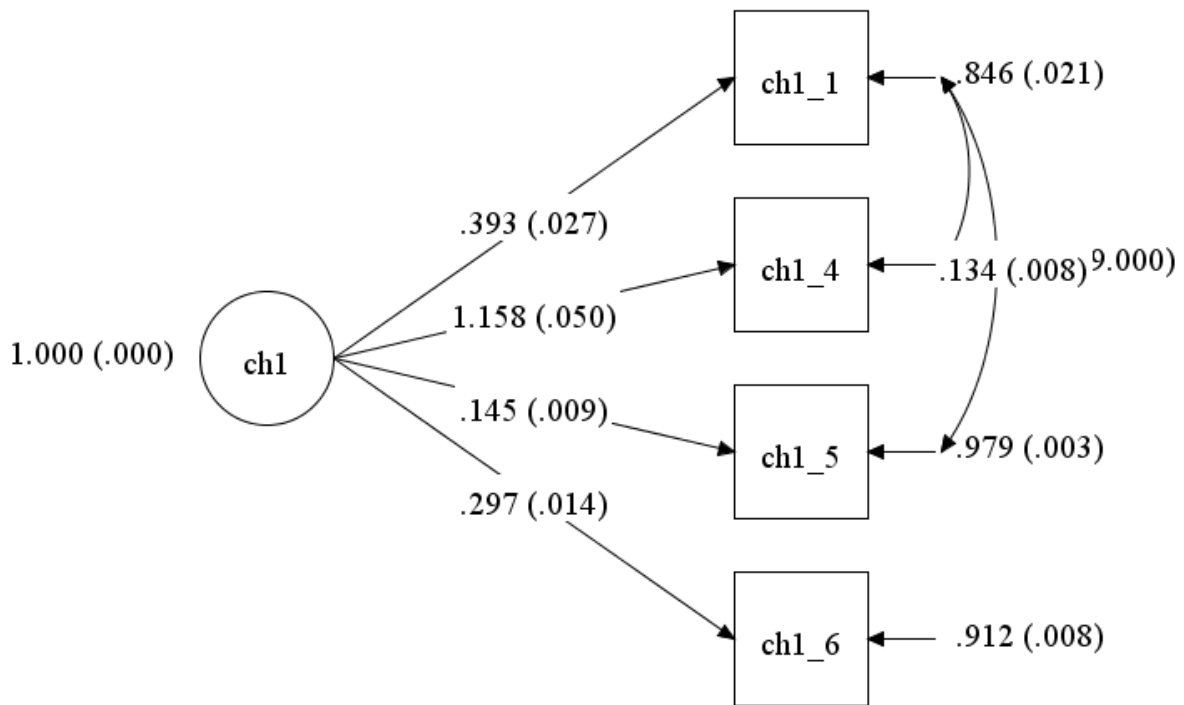 ch1_1
.846 (.021)
.393 (.027)
ch1_4
.134 (.008)
9.000)
1.158 (.050)
1.000 (.000)
ch1
.145 (.009)
ch1_5
.979 (.003)
.297 (.014)
ch1_6
.912 (.008)